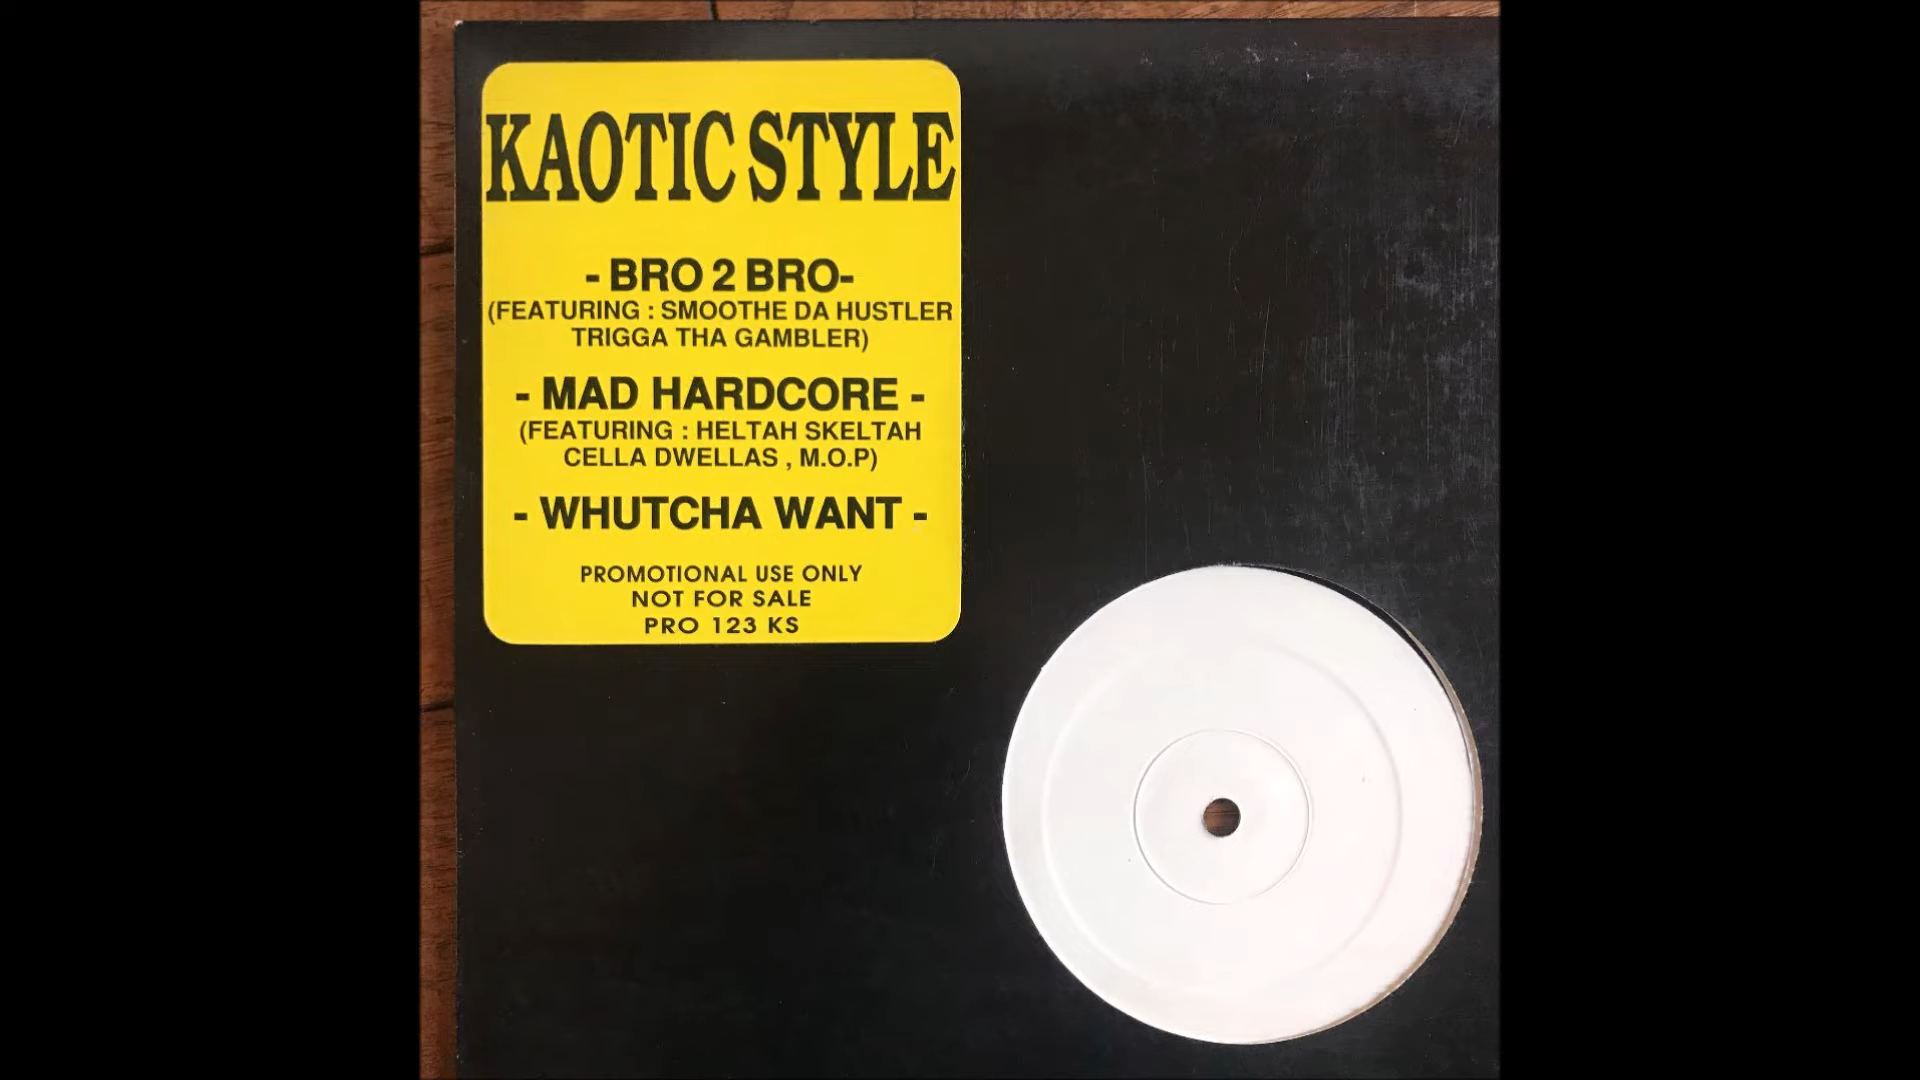 KAOTIC STYLE
- BRO 2 BRO-
(FEATURING : SMOOTHE DA HUSTLER
TRIGGA THA GAMBLER)
- MAD HARDCORE -
(FEATURING : HELTAH SKELTAH
CELLA DWELLAS , M.O.P)
- WHUTCHA WANT -
PROMOTIONAL USE ONLY
NOT FOR SALE
PRO 123 KS